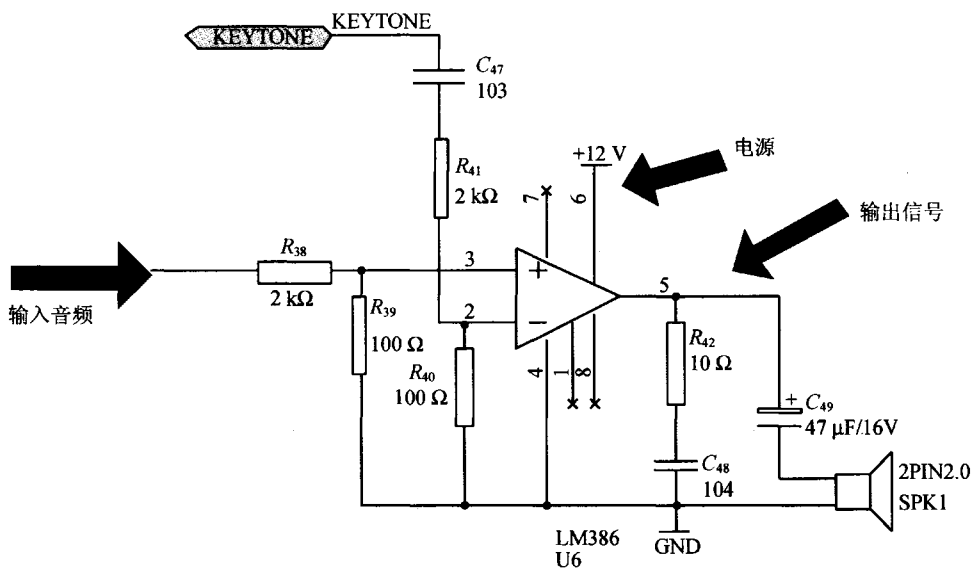 KEYTONE
KEYTONE
C47
103
R41
2 kΩ
+12 V
电源
7
6
输出信号
R38
2 kΩ
3
5
输入音频
R39
100 Ω
2
R40
100 Ω
4
1
8
R42
10 Ω
+ C49
47 μF/16V
C48
104
2PIN2.0
SPK1
LM386
U6
GND